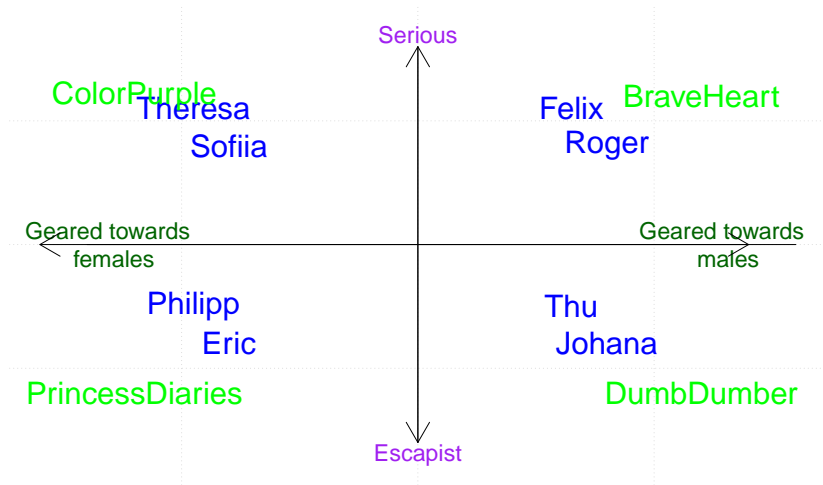 Serious
ColorPurple
BraveHeart
Theresa
Felix
Sofiia
Roger
Geared towards
females
Geared towards
males
Philipp
Thu
Eric
Johana
PrincessDiaries
DumbDumber
Escapist